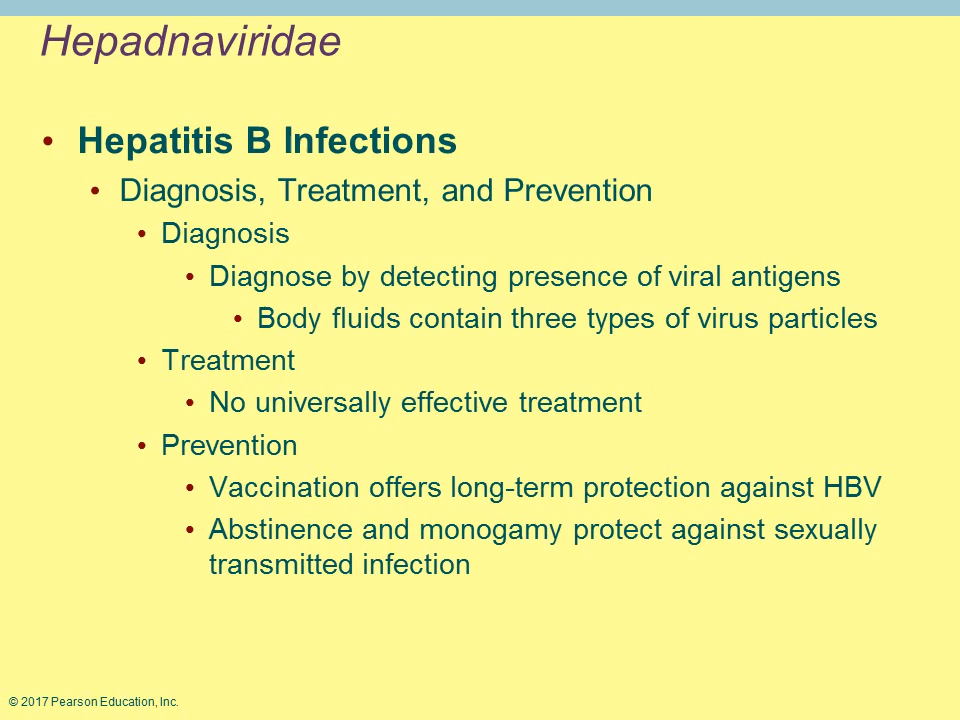 Hepadnaviridae
• Hepatitis B Infections
• Diagnosis, Treatment, and Prevention
• Diagnosis
• Diagnose by detecting presence of viral antigens
• Body fluids contain three types of virus particles
• Treatment
• No universally effective treatment
• Prevention
• Vaccination offers long-term protection against HBV
• Abstinence and monogamy protect against sexually
transmitted infection
© 2017 Pearson Education, Inc.